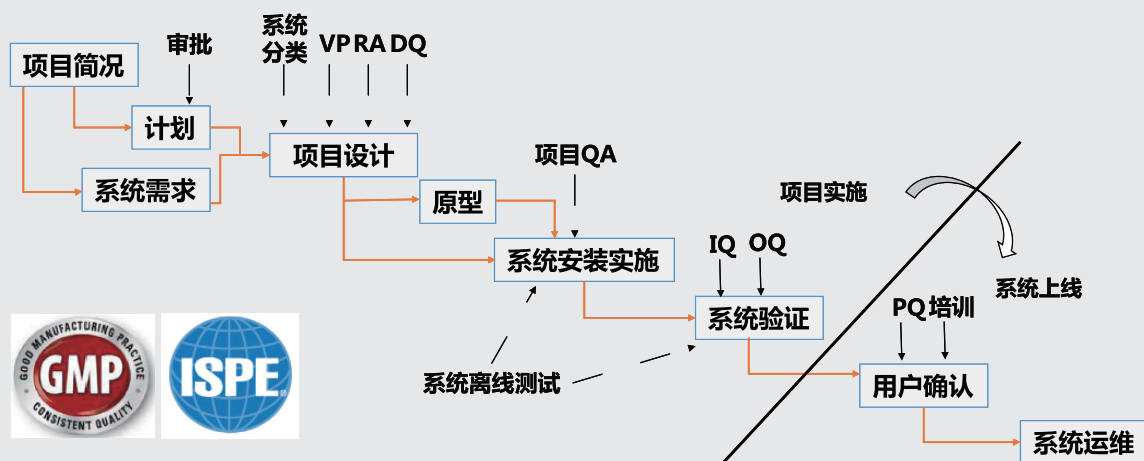 项目简况
审批
系统
分类
VP RA DQ
计划
项目设计
系统需求
原型
项目QA
系统安装实施
项目实施
系统上线
IQ OQ
系统验证
系统离线测试
PQ 培训
用户确认
系统运维
GOOD MANUFACTURING PRACTICE
GMP
CONSISTENT QUALITY
ISPE